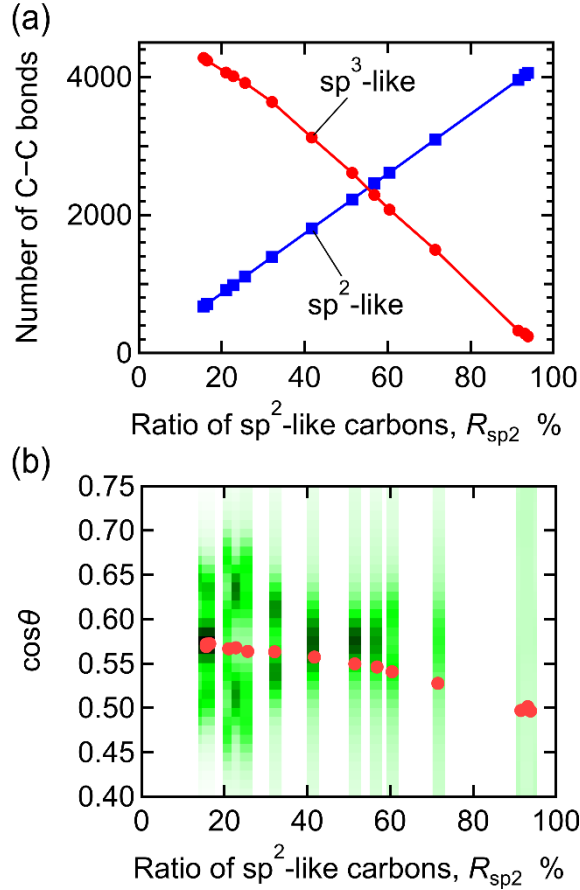 (a)
Number of C−C bonds
4000
2000
0
sp³-like
sp²-like
0 20 40 60 80 100
Ratio of sp²-like carbons, R_sp2 %
(b)
cosθ
0.75
0.70
0.65
0.60
0.55
0.50
0.45
0.40
0 20 40 60 80 100
Ratio of sp²-like carbons, R_sp2 %